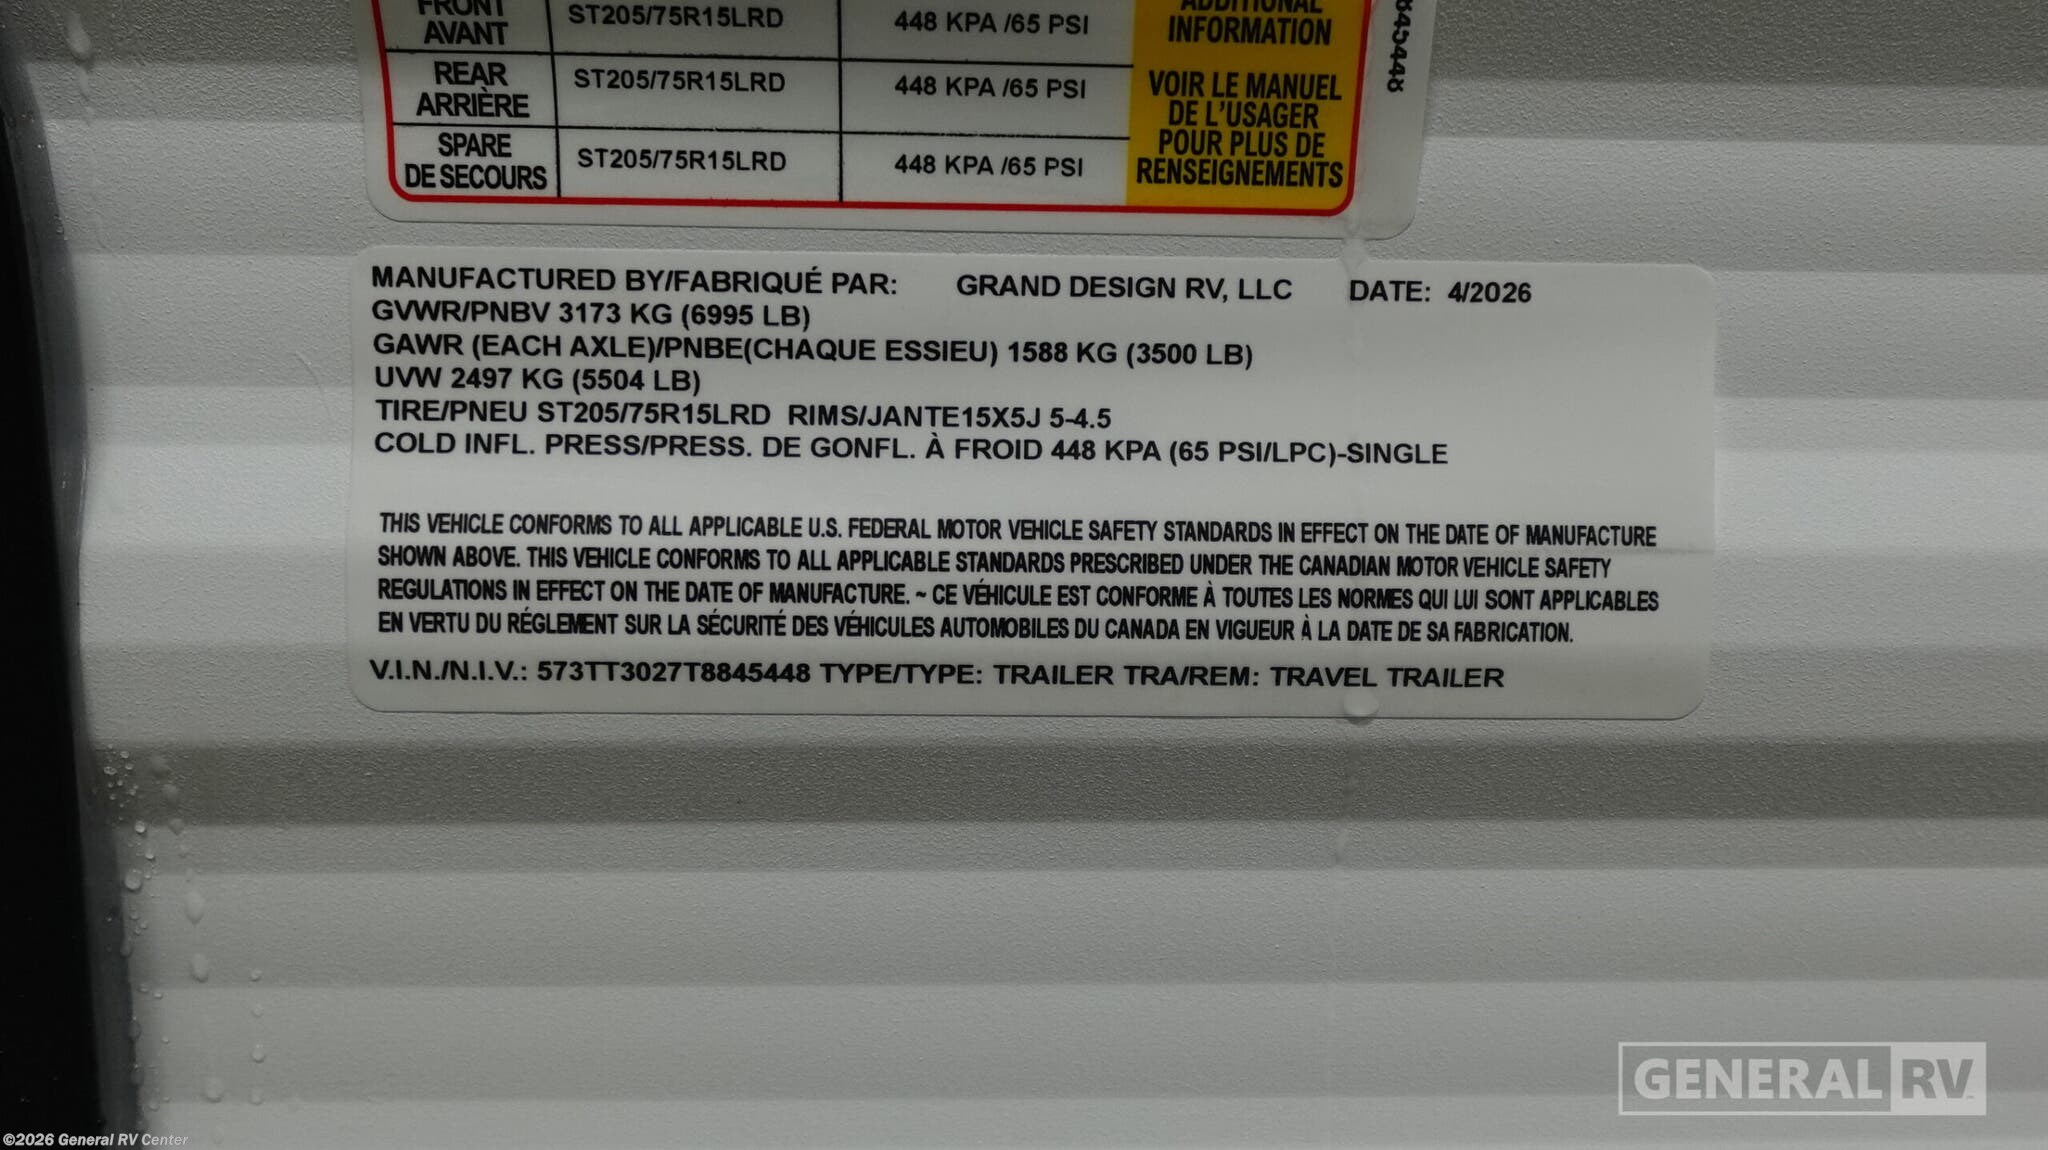 FRONT
AVANT
ST205/75R15LRD
448 KPA /65 PSI
ADDITIONAL
INFORMATION
REAR
ARRIÈRE
ST205/75R15LRD
448 KPA /65 PSI
VOIR LE MANUEL
DE L'USAGER
POUR PLUS DE
RENSEIGNEMENTS
SPARE
DE SECOURS
ST205/75R15LRD
448 KPA /65 PSI
845448
MANUFACTURED BY/FABRIQUÉ PAR: GRAND DESIGN RV, LLC DATE: 4/2026
GVWR/PNBV 3173 KG (6995 LB)
GAWR (EACH AXLE)/PNBE(CHAQUE ESSIEU) 1588 KG (3500 LB)
UVW 2497 KG (5504 LB)
TIRE/PNEU ST205/75R15LRD RIMS/JANTE15X5J 5-4.5
COLD INFL. PRESS/PRESS. DE GONFL. À FROID 448 KPA (65 PSI/LPC)-SINGLE
THIS VEHICLE CONFORMS TO ALL APPLICABLE U.S. FEDERAL MOTOR VEHICLE SAFETY STANDARDS IN EFFECT ON THE DATE OF MANUFACTURE
SHOWN ABOVE. THIS VEHICLE CONFORMS TO ALL APPLICABLE STANDARDS PRESCRIBED UNDER THE CANADIAN MOTOR VEHICLE SAFETY
REGULATIONS IN EFFECT ON THE DATE OF MANUFACTURE. ~ CE VÉHICULE EST CONFORME À TOUTES LES NORMES QUI LUI SONT APPLICABLES
EN VERTU DU RÉGLEMENT SUR LA SÉCURITÉ DES VÉHICULES AUTOMOBILES DU CANADA EN VIGUEUR À LA DATE DE SA FABRICATION.
V.I.N./N.I.V.: 573TT3027T8845448 TYPE/TYPE: TRAILER TRA/REM: TRAVEL TRAILER
GENERAL RV
©2026 General RV Center